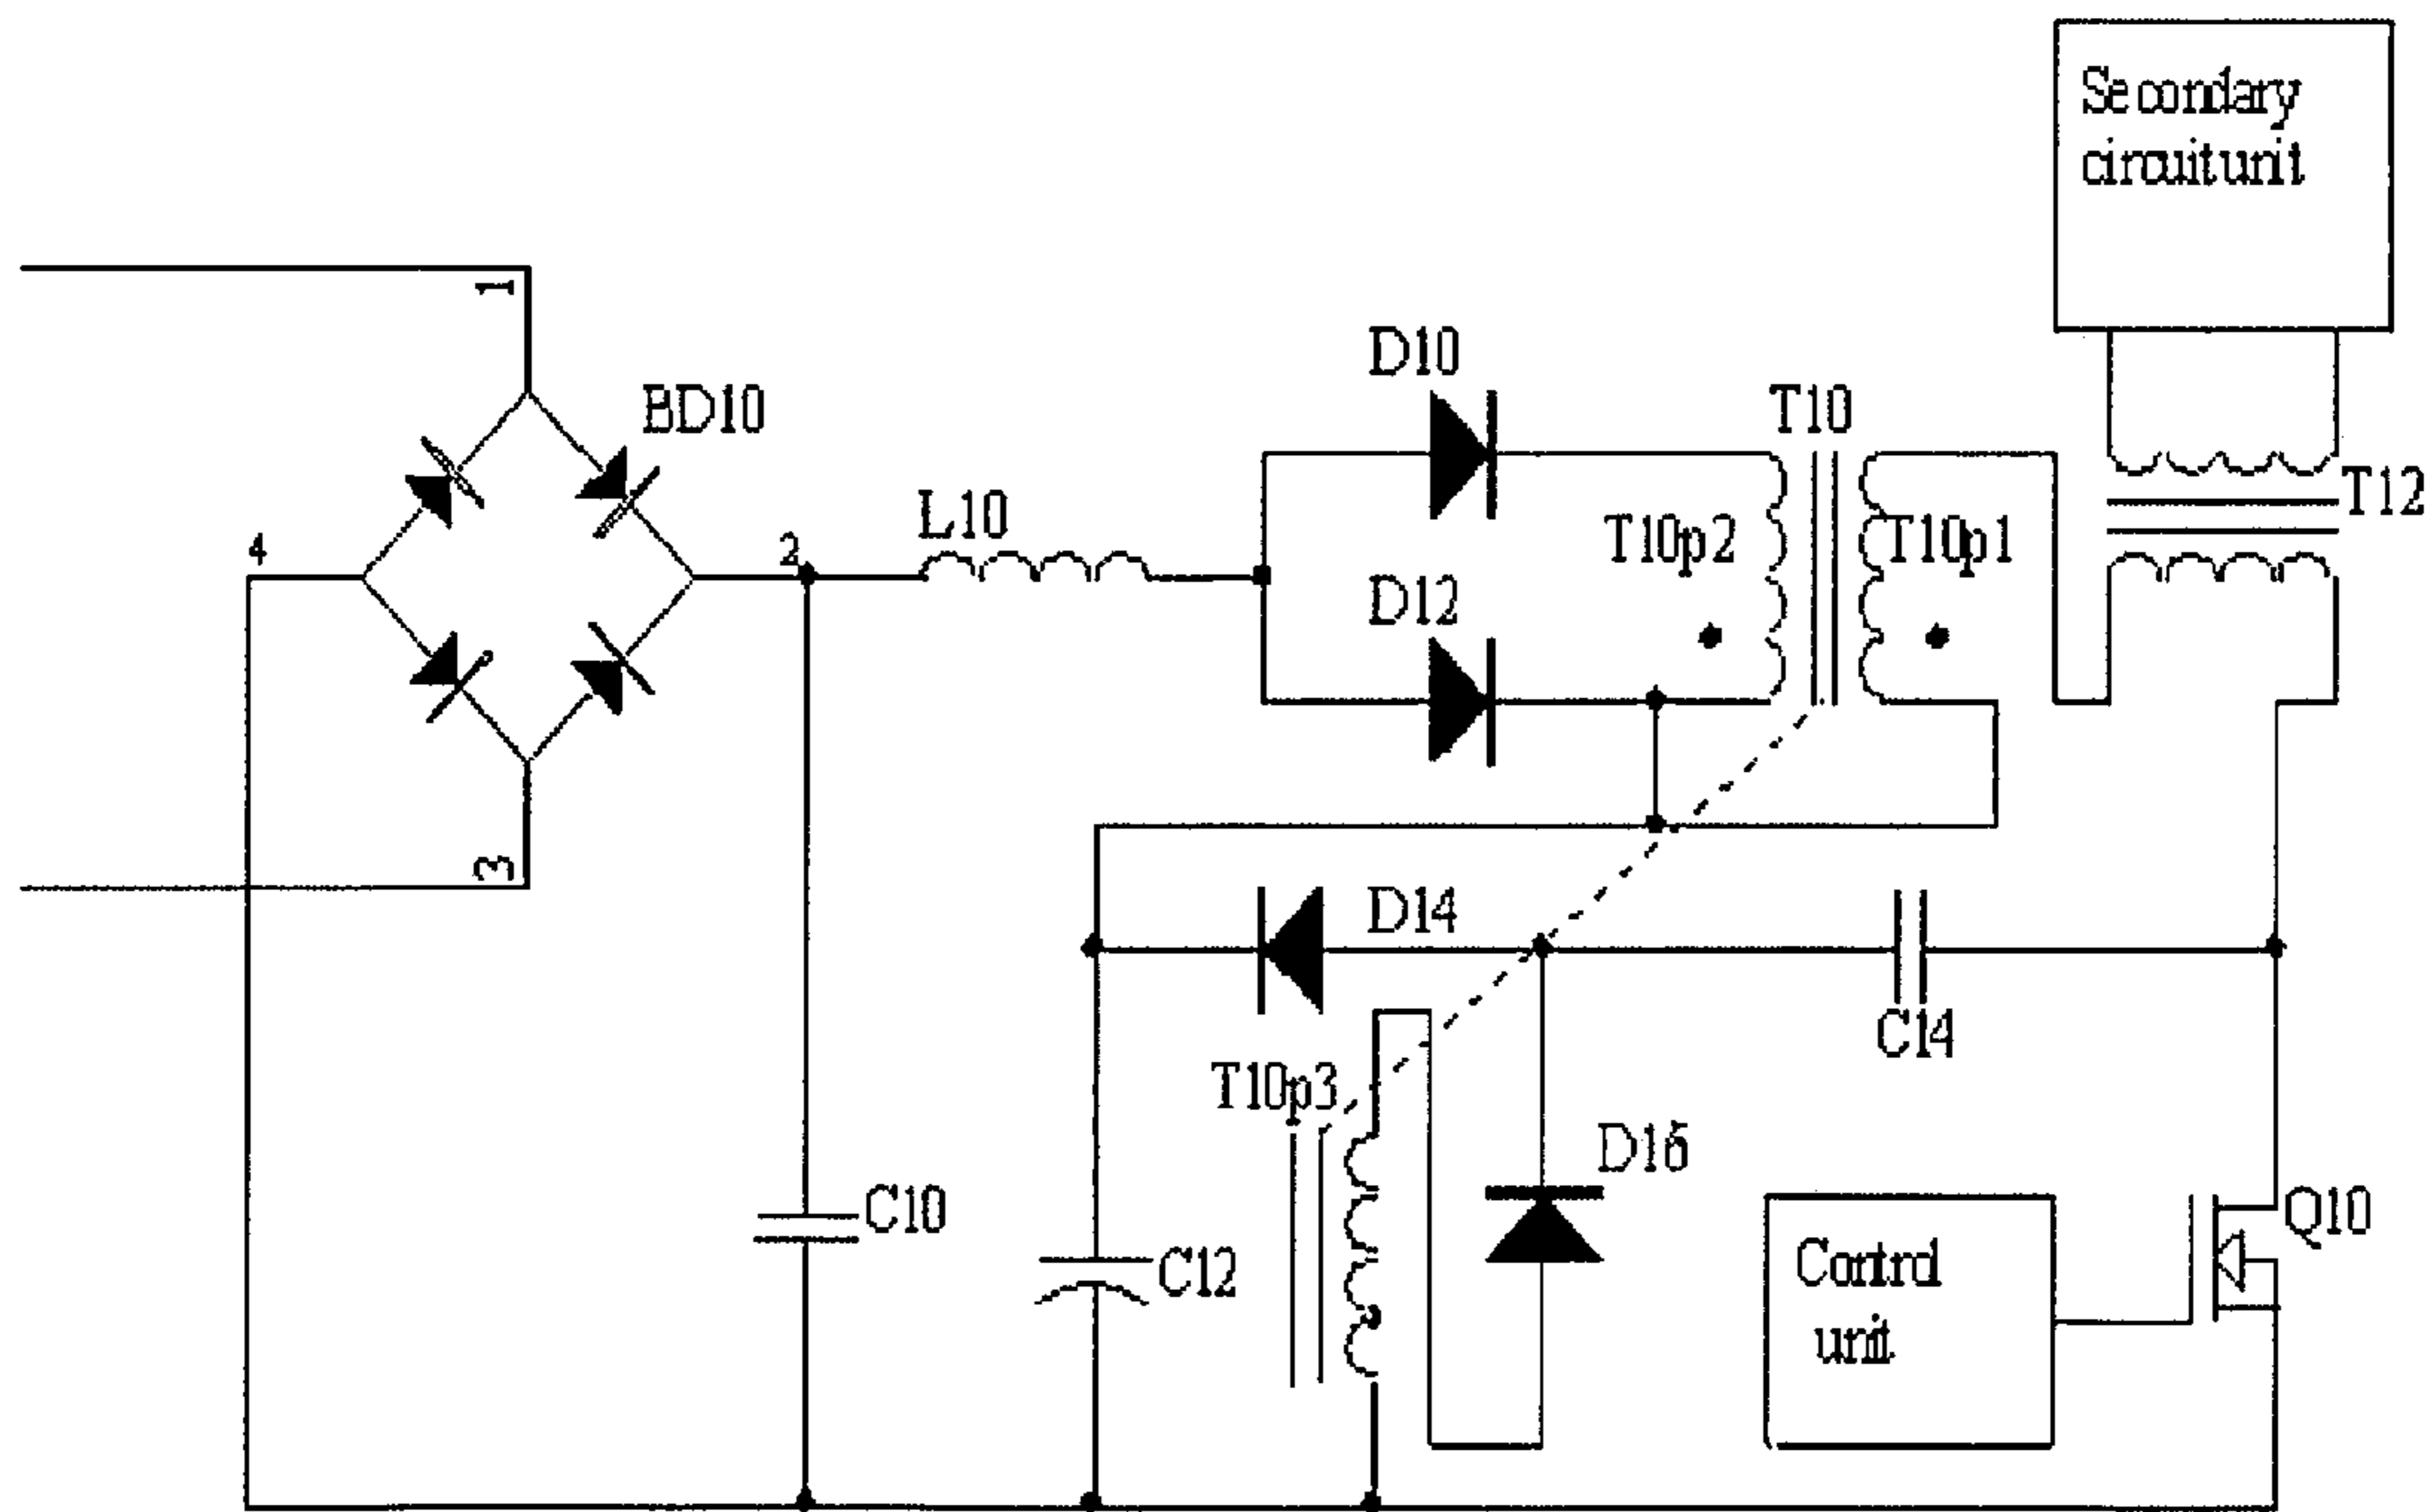 Secondary
circuit unit
1
BD10
D10
T10
4
2
L10
T10p2
T10p1
T12
D12
3
D14
C14
T10p3
D16
C10
C12
Control
unit
Q10